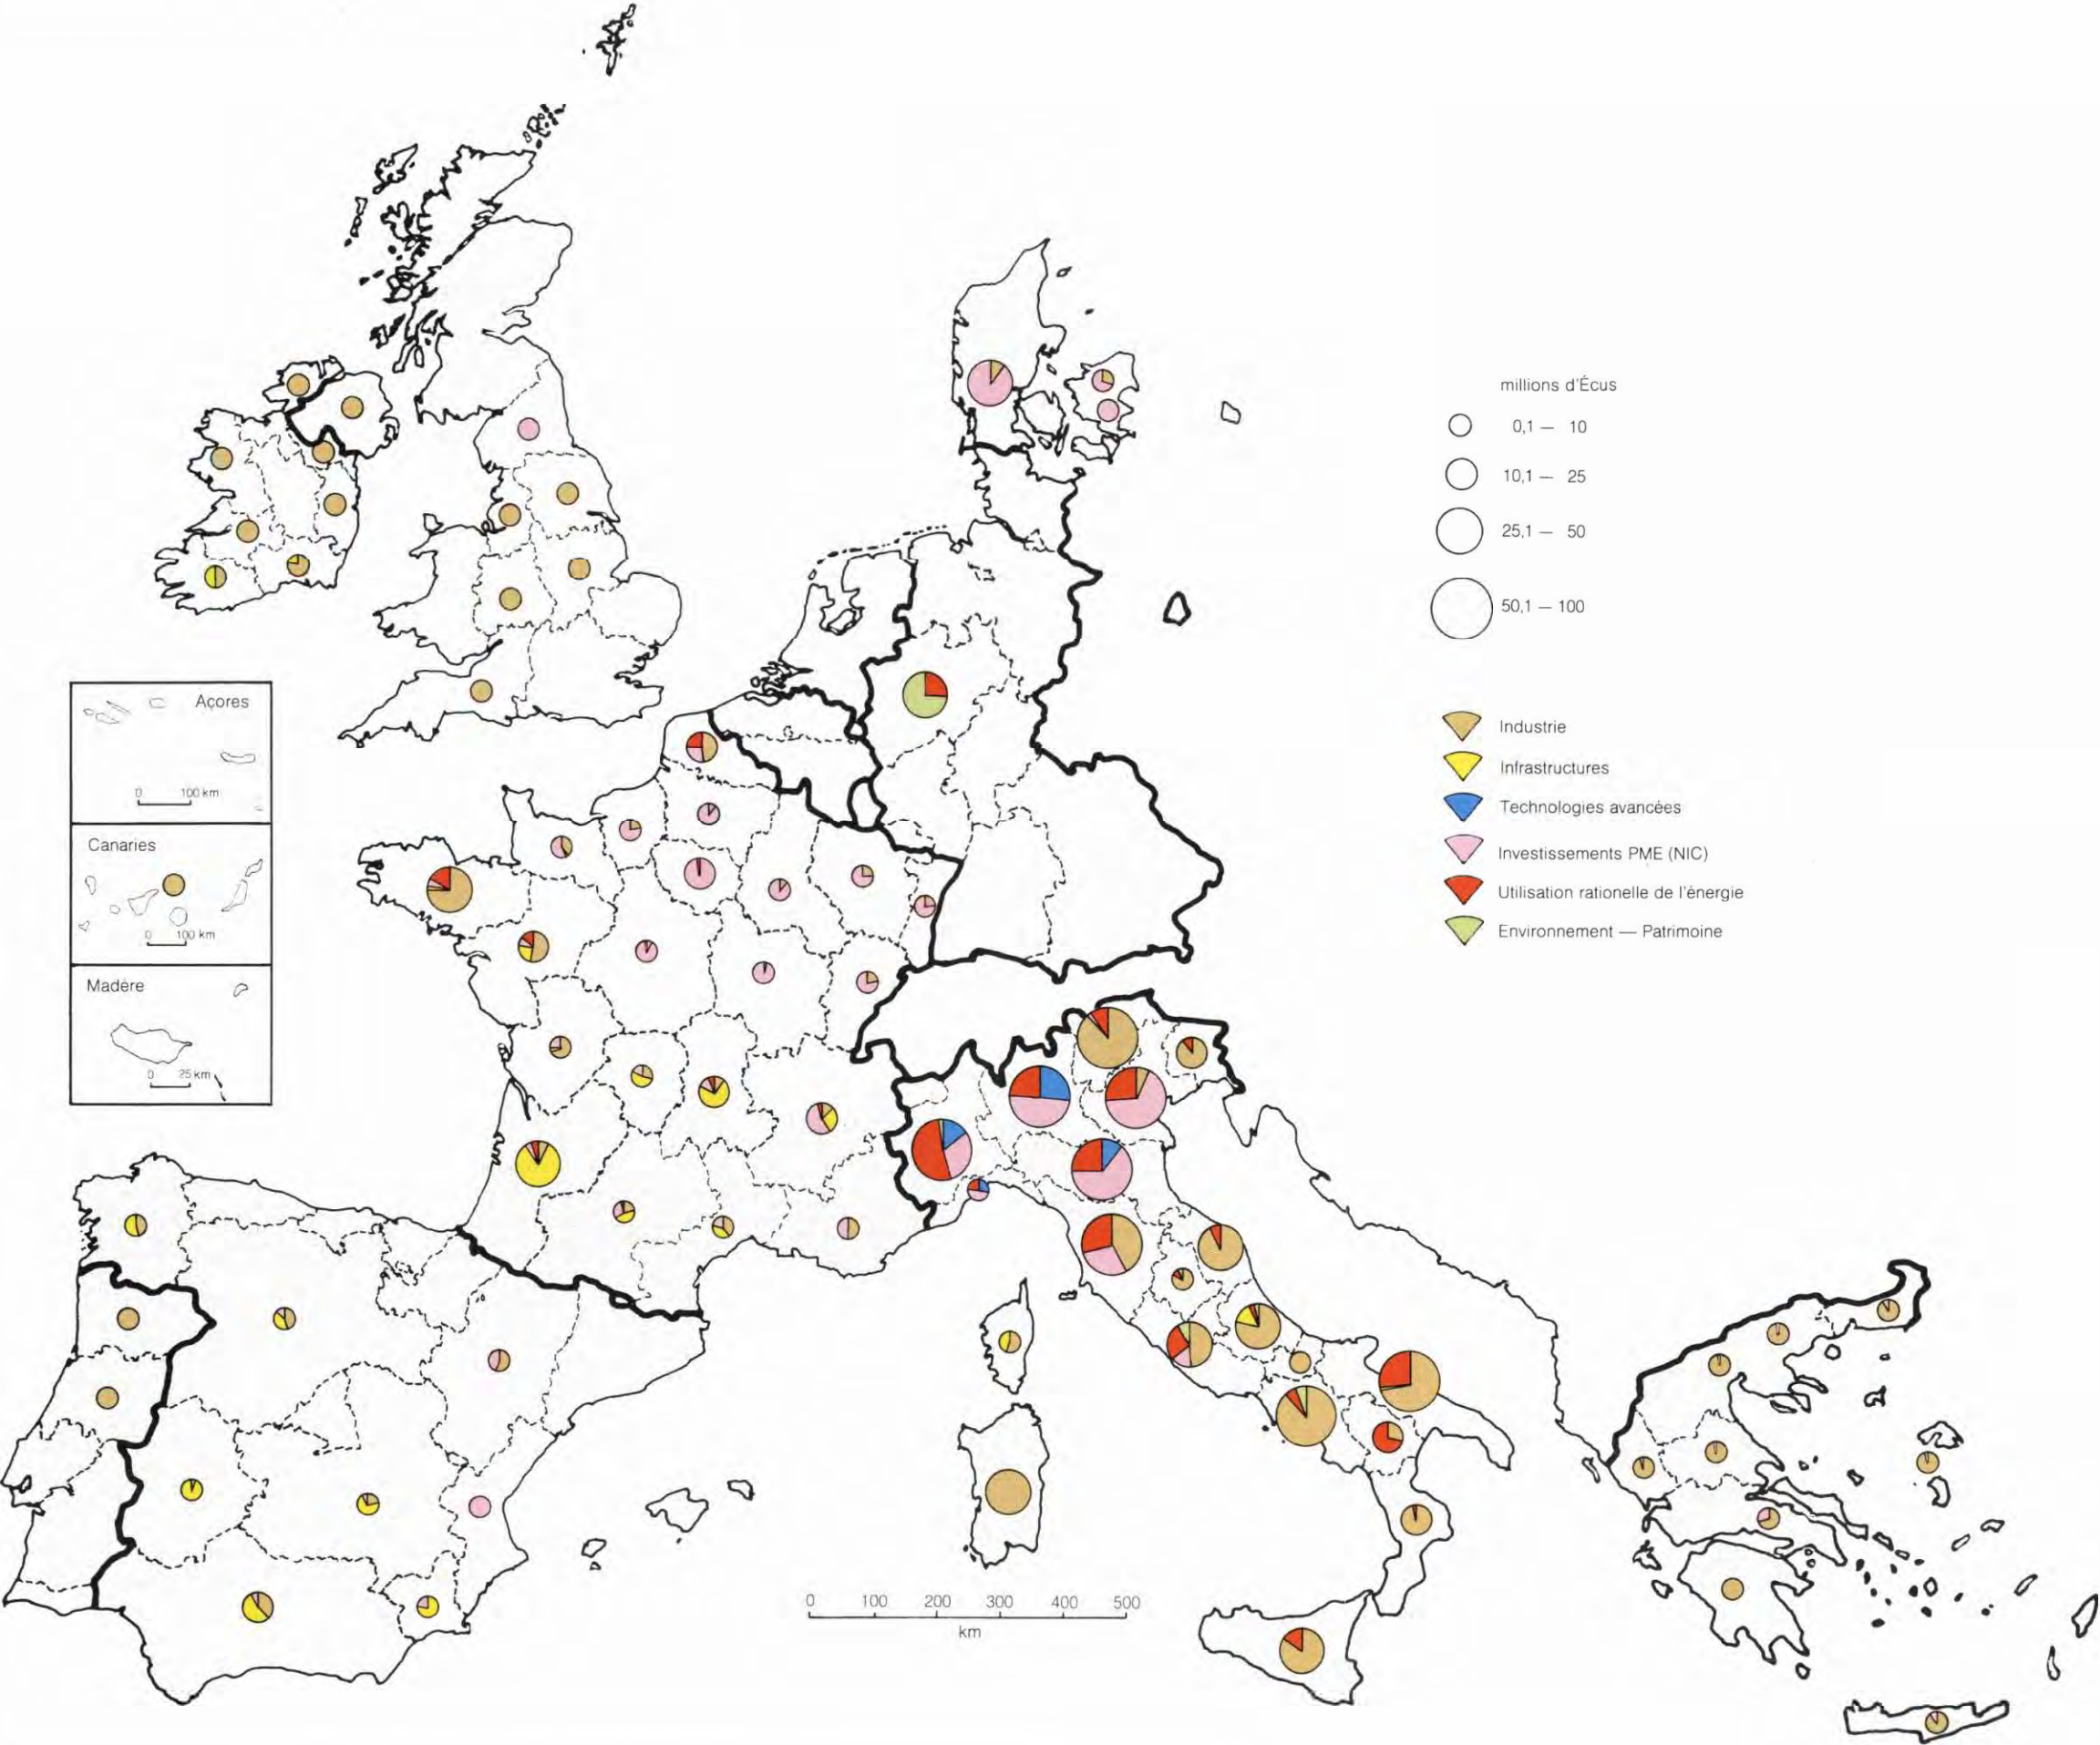 millions d'Écus
0,1 — 10
10,1 — 25
25,1 — 50
50,1 — 100
Açores
0 100 km
Canaries
0 100 km
Madère
0 25 km
Industrie
Infrastructures
Technologies avancées
Investissements PME (NIC)
Utilisation rationelle de l'énergie
Environnement — Patrimoine
0 100 200 300 400 500
km